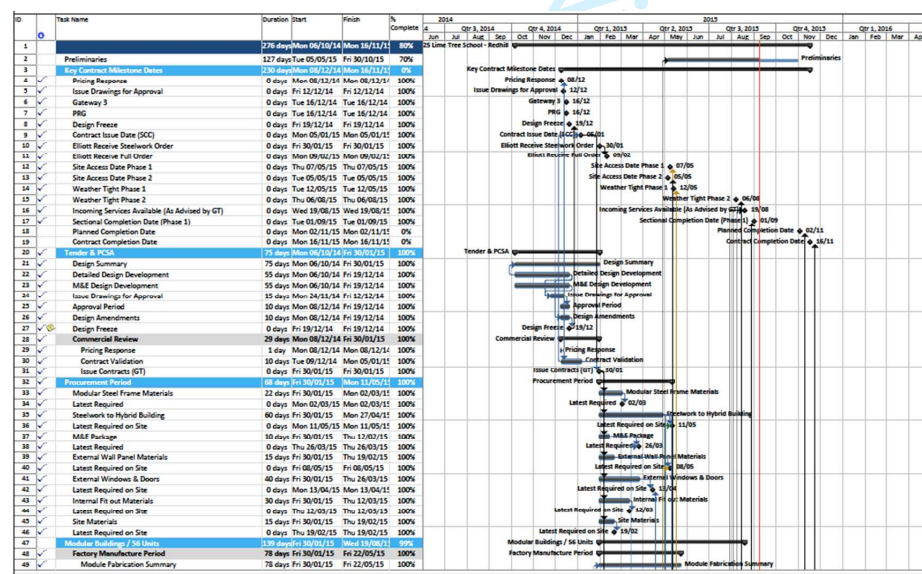 ID Task Name Duration Start Finish % Complete
2014 2015
4 Qtr 3, 2014 Qtr 4, 2014 Qtr 1, 2015 Qtr 2, 2015 Qtr 3, 2015 Qtr 4, 2015 Qtr 1, 2016
Jun Jul Aug Sep Oct Nov Dec Jan Feb Mar Apr May Jun Jul Aug Sep Oct Nov Dec Jan Feb Mar Ap
1 276 days Mon 06/10/14 Mon 16/11/1 80% 25 Lime Tree School - Redhill
2 Preliminaries 127 days Tue 05/05/15 Fri 30/10/15 70% Preliminaries
3 Key Contract Milestone Dates 230 days Mon 08/12/14 Mon 16/11/1 0% Key Contract Milestone Dates
4 Pricing Response 0 days Mon 08/12/14 Mon 08/12/14 100% Pricing Response 08/12
5 Issue Drawings for Approval 0 days Fri 12/12/14 Fri 12/12/14 100% Issue Drawings for Approval 12/12
6 Gateway 3 0 days Tue 16/12/14 Tue 16/12/14 100% Gateway 3 16/12
7 PRG 0 days Tue 16/12/14 Tue 16/12/14 100% PRG 16/12
8 Design Freeze 0 days Fri 19/12/14 Fri 19/12/14 100% Design Freeze 19/12
9 Contract Issue Date (SCC) 0 days Mon 05/01/15 Mon 05/01/15 100% Contract Issue Date (SCC) 05/01
10 Elliott Receive Steelwork Order 0 days Fri 30/01/15 Fri 30/01/15 100% Elliott Receive Steelwork Order 30/01
11 Elliott Receive Full Order 0 days Mon 09/02/15 Mon 09/02/15 100% Elliott Receive Full Order 09/02
12 Site Access Date Phase 1 0 days Thu 07/05/15 Thu 07/05/15 100% Site Access Date Phase 1 07/05
13 Site Access Date Phase 2 0 days Tue 05/05/15 Tue 05/05/15 100% Site Access Date Phase 2 05/05
14 Weather Tight Phase 1 0 days Tue 12/05/15 Tue 12/05/15 100% Weather Tight Phase 1 12/05
15 Weather Tight Phase 2 0 days Thu 06/08/15 Thu 06/08/15 100% Weather Tight Phase 2 06/08
16 Incoming Services Available (As Advised by GT) 0 days Wed 19/08/15 Wed 19/08/15 100% Incoming Services Available (As Advised by GT) 19/08
17 Sectional Completion Date (Phase 1) 0 days Tue 01/09/15 Tue 01/09/15 100% Sectional Completion Date (Phase 1) 01/09
18 Planned Completion Date 0 days Mon 02/11/15 Mon 02/11/15 0% Planned Completion Date 02/11
19 Contract Completion Date 0 days Mon 16/11/15 Mon 16/11/15 0% Contract Completion Date 16/11
20 Tender & PCSA 75 days Mon 06/10/14 Fri 30/01/15 100% Tender & PCSA
21 Design Summary 75 days Mon 06/10/14 Fri 30/01/15 100% Design Summary
22 Detailed Design Development 55 days Mon 06/10/14 Fri 19/12/14 100% Detailed Design Development
23 M&E Design Development 55 days Mon 06/10/14 Fri 19/12/14 100% M&E Design Development
24 Issue Drawings for Approval 15 days Mon 24/11/14 Fri 12/12/14 100% Issue Drawings for Approval
25 Approval Period 10 days Mon 08/12/14 Fri 19/12/14 100% Approval Period
26 Design Amendments 10 days Mon 08/12/14 Fri 19/12/14 100% Design Amendments
27 Design Freeze 0 days Fri 19/12/14 Fri 19/12/14 100% Design Freeze 19/12
28 Commercial Review 29 days Mon 08/12/14 Fri 30/01/15 100% Commercial Review
29 Pricing Response 1 day Mon 08/12/14 Mon 08/12/14 100% Pricing Response
30 Contract Validation 10 days Tue 09/12/14 Mon 05/01/15 100% Contract Validation
31 Issue Contracts (GT) 0 days Fri 30/01/15 Fri 30/01/15 100% Issue Contracts (GT) 30/01
32 Procurement Period 68 days Fri 30/01/15 Mon 11/05/15 100% Procurement Period
33 Modular Steel Frame Materials 22 days Fri 30/01/15 Mon 02/03/15 100% Modular Steel Frame Materials
34 Latest Required 0 days Mon 02/03/15 Mon 02/03/15 100% Latest Required 02/03
35 Steelwork to Hybrid Building 60 days Fri 30/01/15 Mon 27/04/15 100% Steelwork to Hybrid Building
36 Latest Required on Site 0 days Mon 11/05/15 Mon 11/05/15 100% Latest Required on Site 11/05
37 M&E Package 10 days Fri 30/01/15 Thu 12/02/15 100% M&E Package
38 Latest Required 0 days Thu 26/03/15 Thu 26/03/15 100% Latest Required 26/03
39 External Wall Panel Materials 15 days Fri 30/01/15 Thu 19/02/15 100% External Wall Panel Materials
40 Latest Required on Site 0 days Fri 08/05/15 Fri 08/05/15 100% Latest Required on Site 08/05
41 External Windows & Doors 40 days Fri 30/01/15 Thu 26/03/15 100% External Windows & Doors
42 Latest Required on Site 0 days Mon 13/04/15 Mon 13/04/15 100% Latest Required on Site 13/04
43 Internal Fit out Materials 30 days Fri 30/01/15 Thu 12/03/15 100% Internal Fit out Materials
44 Latest Required on Site 0 days Thu 12/03/15 Thu 12/03/15 100% Latest Required on Site 12/03
45 Site Materials 15 days Fri 30/01/15 Thu 19/02/15 100% Site Materials
46 Latest Required on Site 0 days Thu 19/02/15 Thu 19/02/15 100% Latest Required on Site 19/02
47 Modular Buildings / 56 Units 139 days Fri 30/01/15 Wed 19/08/1 99% Modular Buildings / 56 Units
48 Factory Manufacture Period 78 days Fri 30/01/15 Fri 22/05/15 100% Factory Manufacture Period
49 Module Fabrication Summary 78 days Fri 30/01/15 Fri 22/05/15 100% Module Fabrication Summary